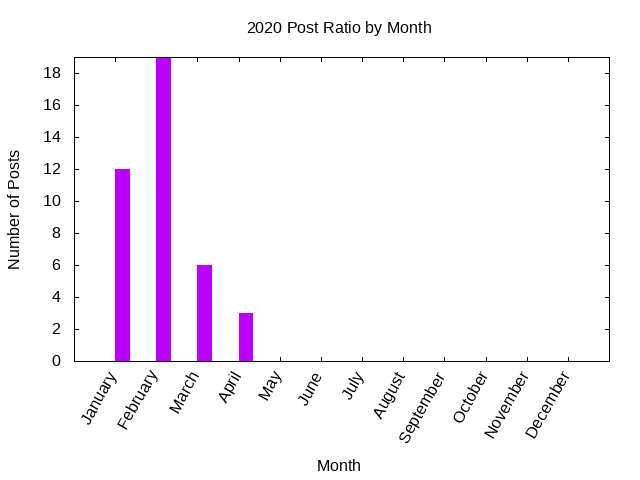 2020 Post Ratio by Month
Number of Posts
18
16
14
12
10
8
6
4
2
0
January
February
March
April
May
June
July
August
September
October
November
December
Month